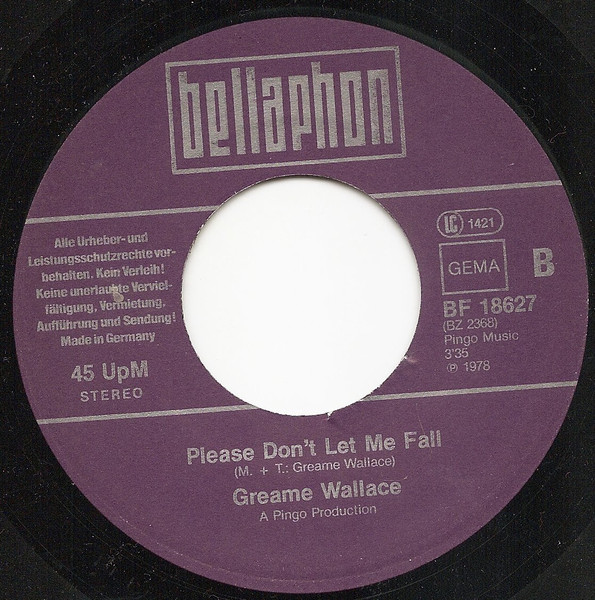 bellaphon
Alle Urheber- und
Leistungsschutzrechte vor-
behalten. Kein Verleih!
Keine unerlaubte Verviel-
fältigung, Vermietung,
Aufführung und Sendung!
Made in Germany
45 UpM
STEREO
LC 1421
GEMA
B
BF 18627
(BZ 2368)
Pingo Music
3'35
℗ 1978
Please Don't Let Me Fall
(M. + T.: Greame Wallace)
Greame Wallace
A Pingo Production